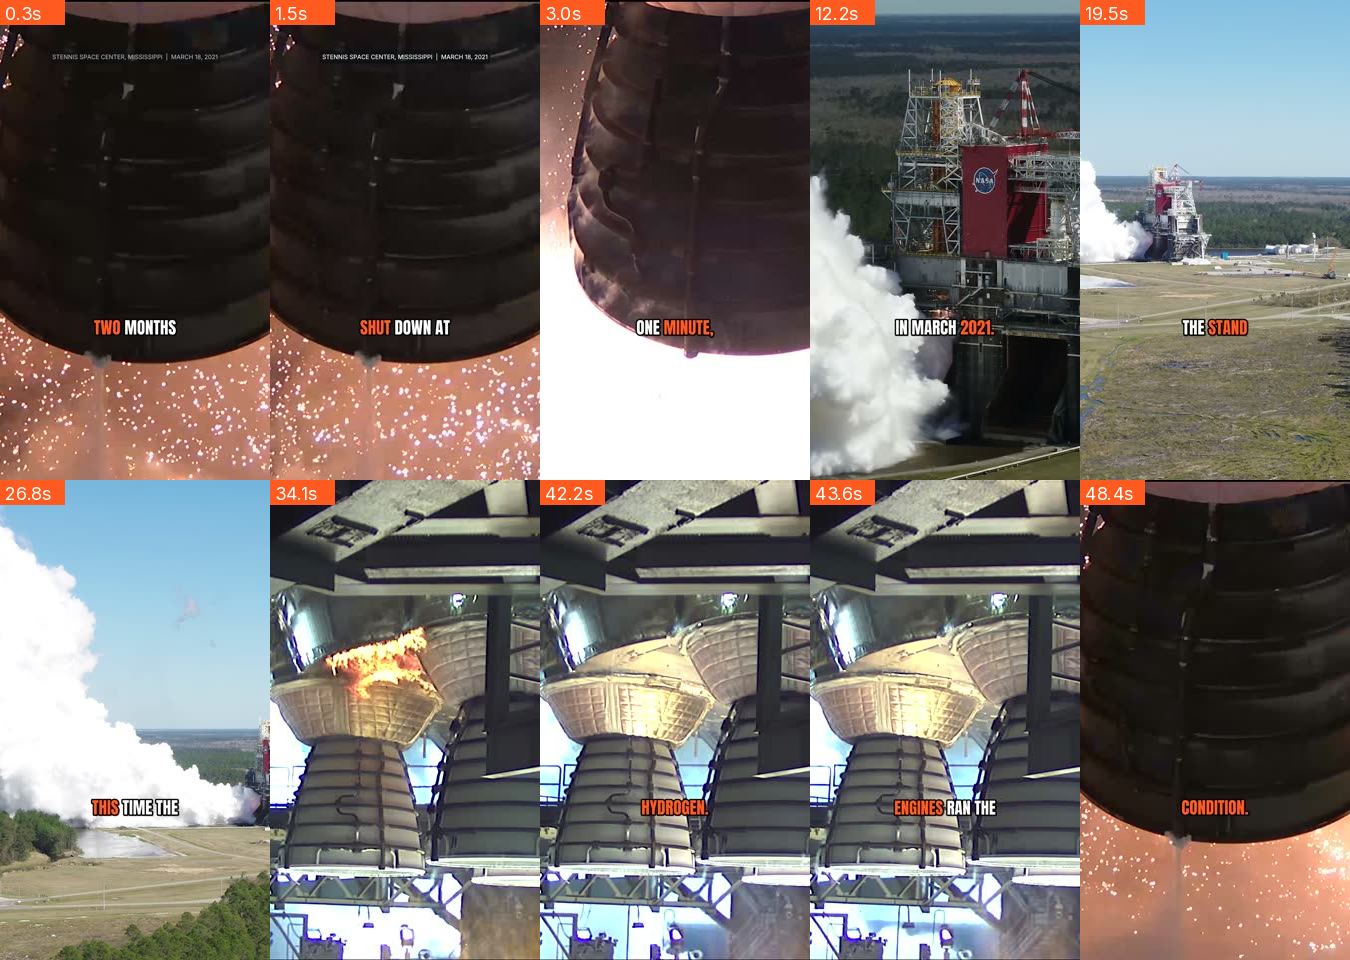 0.3s
STENNIS SPACE CENTER, MISSISSIPPI | MARCH 18, 2021
TWO MONTHS
1.5s
STENNIS SPACE CENTER, MISSISSIPPI | MARCH 18, 2021
SHUT DOWN AT
3.0s
ONE MINUTE,
12.2s
NASA
IN MARCH 2021.
19.5s
THE STAND
26.8s
THIS TIME THE
34.1s
42.2s
HYDROGEN.
43.6s
ENGINES RAN THE
48.4s
CONDITION.